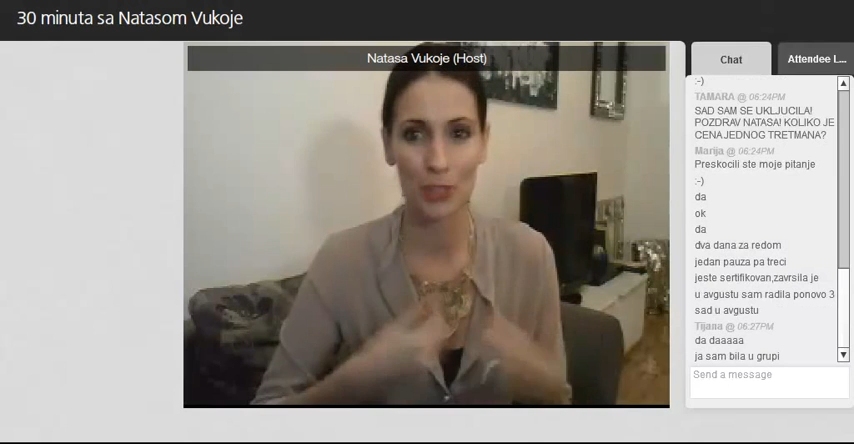 30 minuta sa Natasom Vukoje
Natasa Vukoje (Host)
Chat
Attendee L...
:-)
TAMARA @ 06:24PM
SAD SAM SE UKLJUCILA!
POZDRAV NATASA! KOLIKO JE
CENA JEDNOG TRETMANA?
Marija @ 06:24PM
Preskocili ste moje pitanje
:-)
da
ok
da
dva dana za redom
jedan pauza pa treci
jeste sertifikovan,zavrsila je
u avgustu sam radila ponovo 3
sad u avgustu
Tijana @ 06:27PM
da daaaaa
ja sam bila u grupi
Send a message